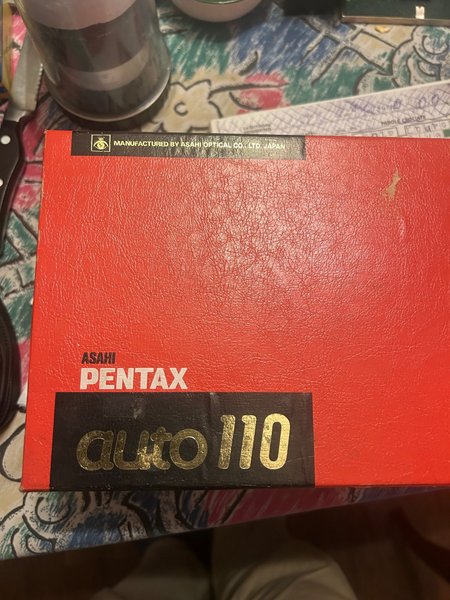 MANUFACTURED BY ASAHI OPTICAL CO., LTD. JAPAN
ASAHI
PENTAX
auto 110